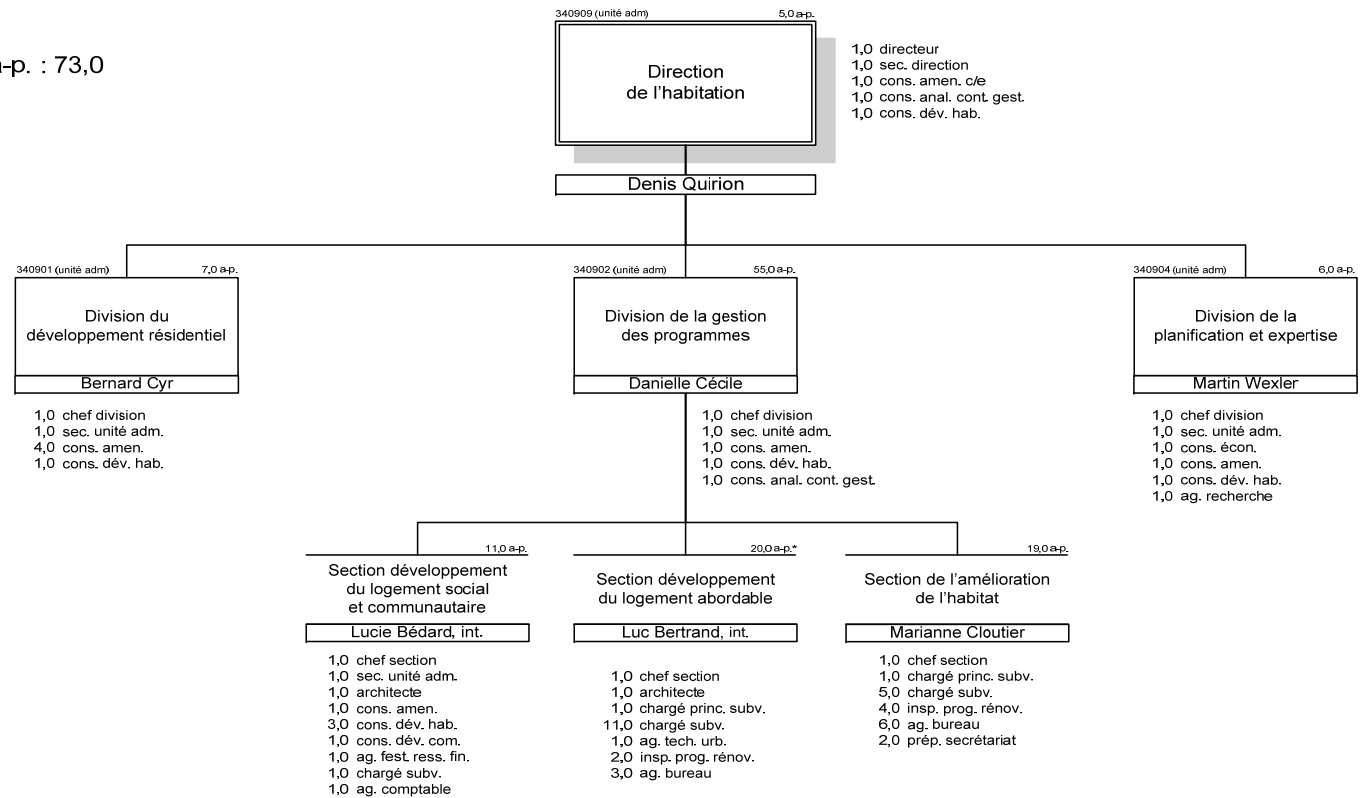 a-p. : 73,0
340909 (unité adm)
5,0 a-p.
Direction
de l'habitation
1,0 directeur
1,0 sec. direction
1,0 cons. amen. c/e
1,0 cons. anal. cont. gest.
1,0 cons. dév. hab.
Denis Quirion
340901 (unité adm)
7,0 a-p.
Division du
développement résidentiel
Bernard Cyr
1,0 chef division
1,0 sec. unité adm.
4,0 cons. amen.
1,0 cons. dév. hab.
340902 (unité adm)
55,0 a-p.
Division de la gestion
des programmes
Danielle Cécile
1,0 chef division
1,0 sec. unité adm.
1,0 cons. amen.
1,0 cons. dév. hab.
1,0 cons. anal. cont. gest.
340904 (unité adm)
6,0 a-p.
Division de la
planification et expertise
Martin Wexler
1,0 chef division
1,0 sec. unité adm.
1,0 cons. écon.
1,0 cons. amen.
1,0 cons. dév. hab.
1,0 ag. recherche
11,0 a-p.
Section développement
du logement social
et communautaire
Lucie Bédard, int.
1,0 chef section
1,0 sec. unité adm.
1,0 architecte
1,0 cons. amen.
3,0 cons. dév. hab.
1,0 cons. dév. com.
1,0 ag. fest. ress. fin.
1,0 chargé subv.
1,0 ag. comptable
20,0 a-p.*
Section développement
du logement abordable
Luc Bertrand, int.
1,0 chef section
1,0 architecte
1,0 chargé princ. subv.
11,0 chargé subv.
1,0 ag. tech. urb.
2,0 insp. prog. rénov.
3,0 ag. bureau
19,0 a-p.
Section de l'amélioration
de l'habitat
Marianne Cloutier
1,0 chef section
1,0 chargé princ. subv.
5,0 chargé subv.
4,0 insp. prog. rénov.
6,0 ag. bureau
2,0 prép. secrétariat